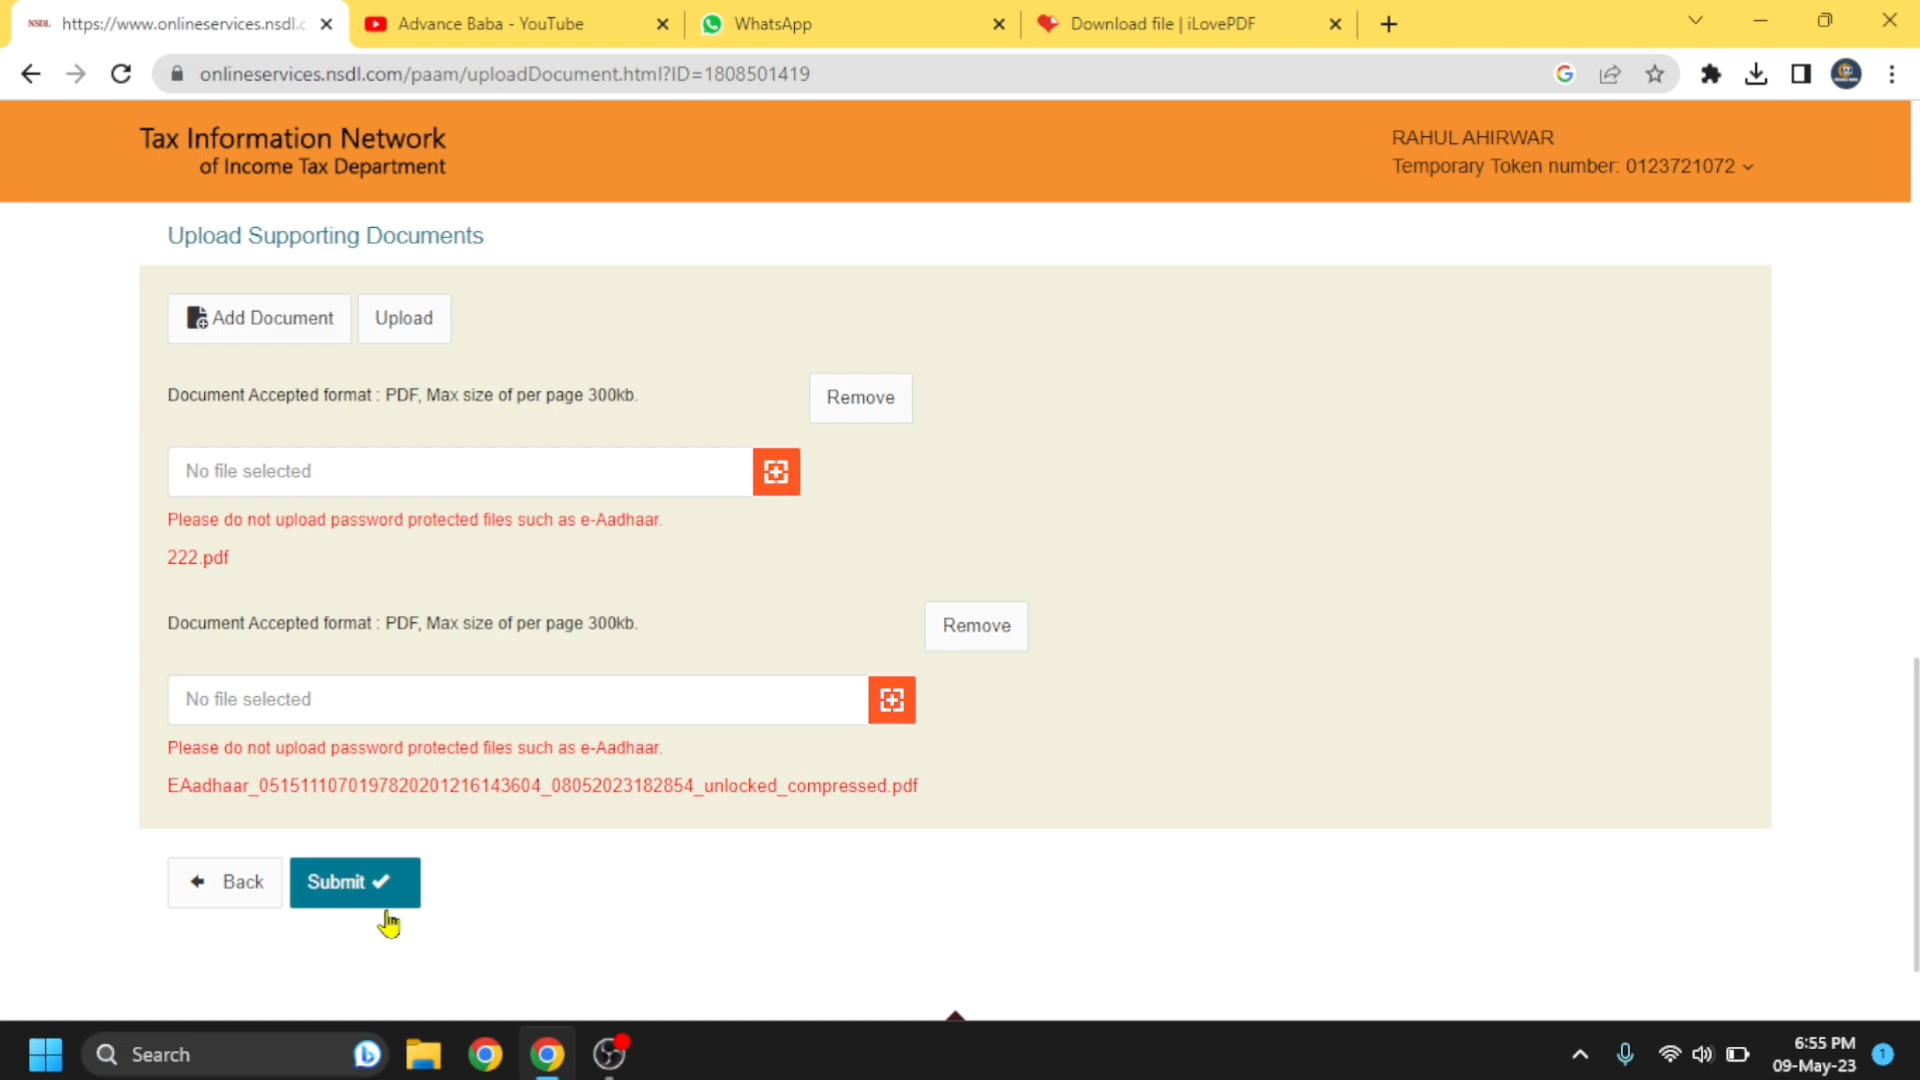 NSDL https://www.onlineservices.nsdl.c
Advance Baba - YouTube
WhatsApp
Download file | iLovePDF
onlineservices.nsdl.com/paam/uploadDocument.html?ID=1808501419
Tax Information Network
of Income Tax Department
RAHUL AHIRWAR
Temporary Token number: 0123721072
Upload Supporting Documents
Add Document
Upload
Document Accepted format : PDF, Max size of per page 300kb.
Remove
No file selected
Please do not upload password protected files such as e-Aadhaar.
222.pdf
Document Accepted format : PDF, Max size of per page 300kb.
Remove
No file selected
Please do not upload password protected files such as e-Aadhaar.
EAadhaar_0515111070197820201216143604_08052023182854_unlocked_compressed.pdf
Back
Submit
Search
6:55 PM
09-May-23
1